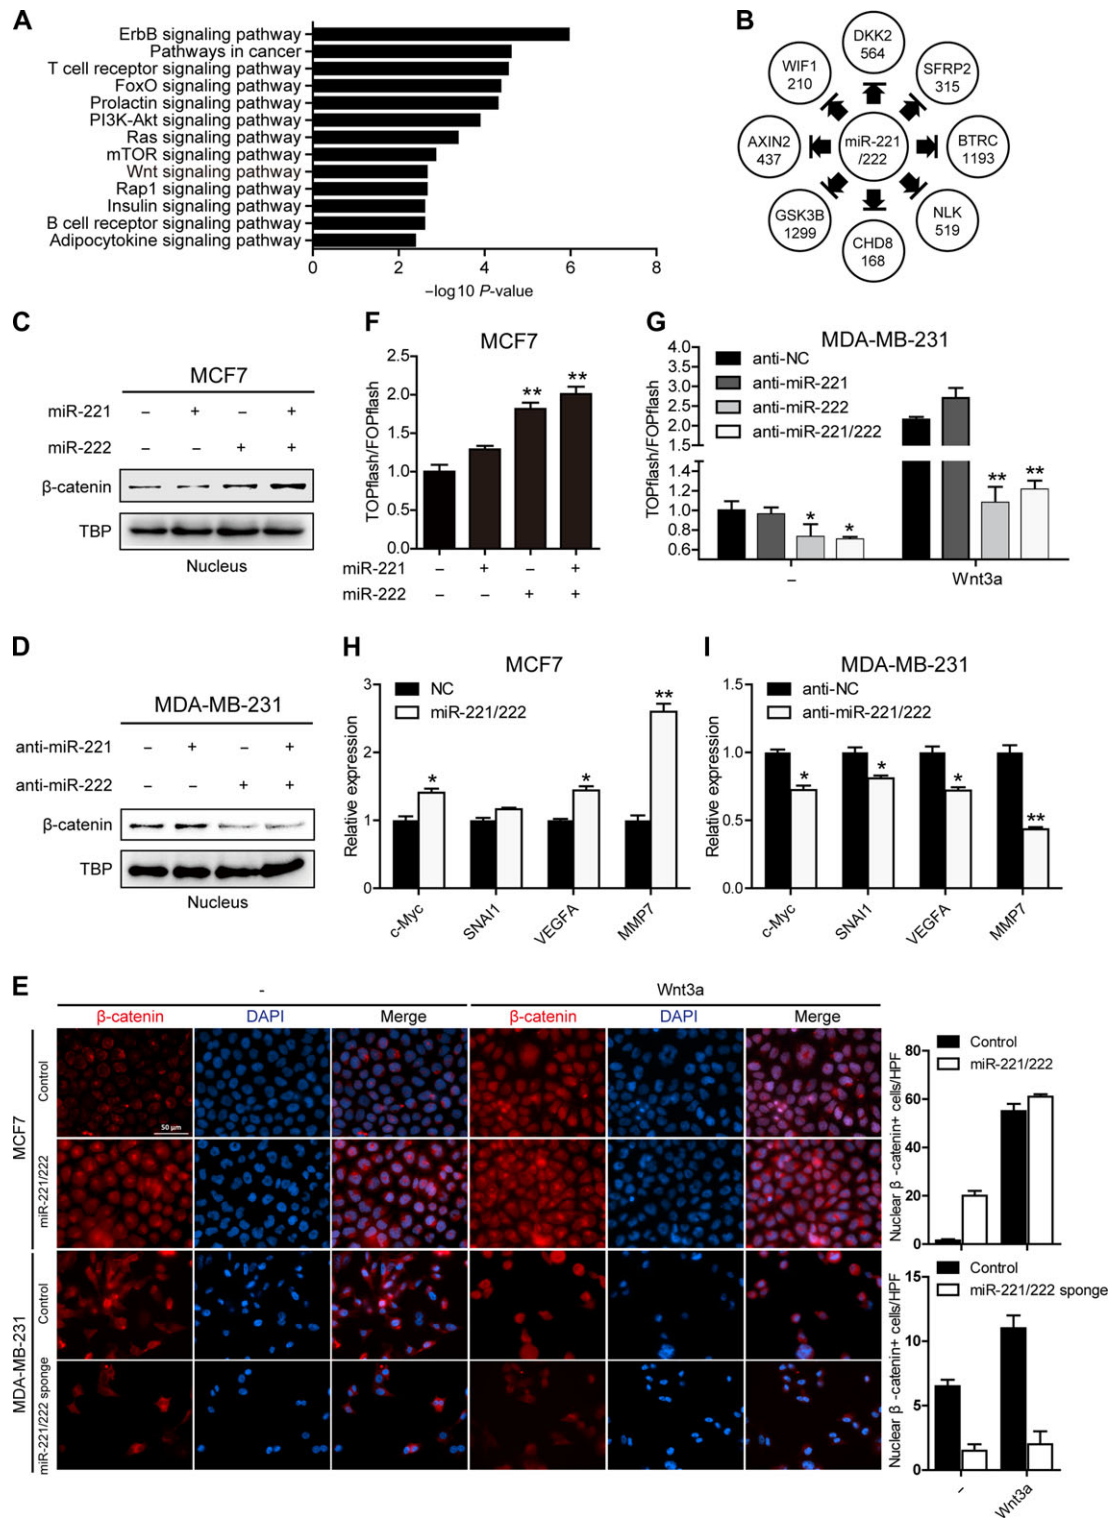 A
ErbB signaling pathway
Pathways in cancer
T cell receptor signaling pathway
FoxO signaling pathway
Prolactin signaling pathway
PI3K-Akt signaling pathway
Ras signaling pathway
mTOR signaling pathway
Wnt signaling pathway
Rap1 signaling pathway
Insulin signaling pathway
B cell receptor signaling pathway
Adipocytokine signaling pathway
0 2 4 6 8
−log10 P-value
B
DKK2
564
SFRP2
315
BTRC
1193
NLK
519
CHD8
168
GSK3B
1299
AXIN2
437
WIF1
210
miR-221
/222
C
MCF7
miR-221 – + – +
miR-222 – – + +
β-catenin
TBP
Nucleus
F
MCF7
TOPflash/FOPflash
2.5
2.0
1.5
1.0
0.5
0.0
** **
miR-221 – + – +
miR-222 – – + +
G
MDA-MB-231
anti-NC
anti-miR-221
anti-miR-222
anti-miR-221/222
TOPflash/FOPflash
4.0
3.5
3.0
2.5
2.0
1.5
1.4
1.2
1.0
0.8
0.6
* * ** **
– Wnt3a
D
MDA-MB-231
anti-miR-221 – + – +
anti-miR-222 – – + +
β-catenin
TBP
Nucleus
H
MCF7
NC
miR-221/222
Relative expression
3
2
1
0
* * **
c-Myc SNAI1 VEGFA MMP7
I
MDA-MB-231
anti-NC
anti-miR-221/222
Relative expression
1.5
1.0
0.5
0.0
* * * **
c-Myc SNAI1 VEGFA MMP7
E
- Wnt3a
β-catenin DAPI Merge β-catenin DAPI Merge
MCF7
Control
50 µm
miR-221/222
MDA-MB-231
Control
miR-221/222 sponge
Control
miR-221/222
Nuclear β -catenin+ cells/HPF
80
60
40
20
0
Control
miR-221/222 sponge
Nuclear β -catenin+ cells/HPF
15
10
5
0
– Wnt3a